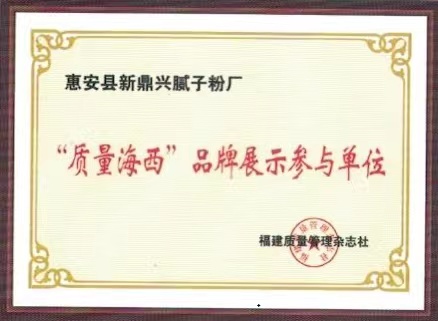 惠安县新鼎兴腻子粉厂
“质量海西”品牌展示参与单位
福建质量管理杂志社